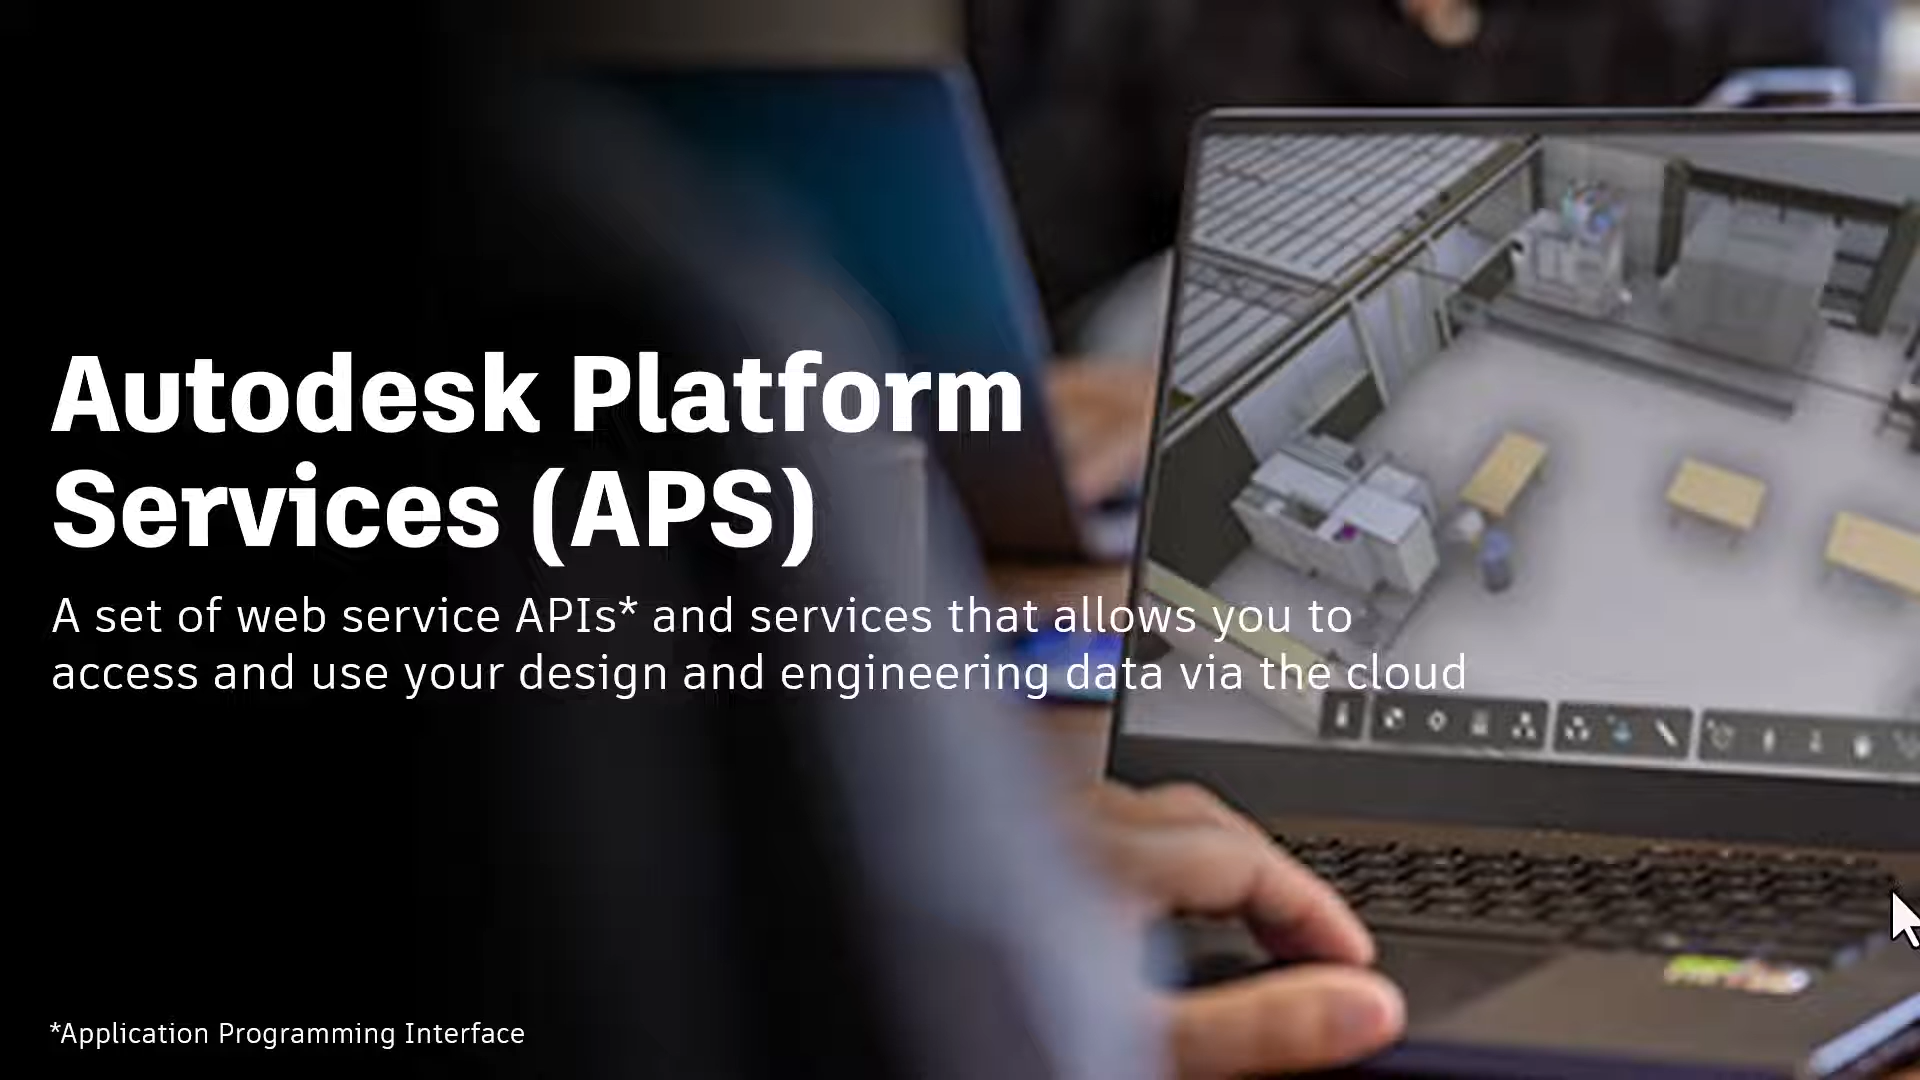 Autodesk Platform
Services (APS)
A set of web service APIs* and services that allows you to
access and use your design and engineering data via the cloud
*Application Programming Interface